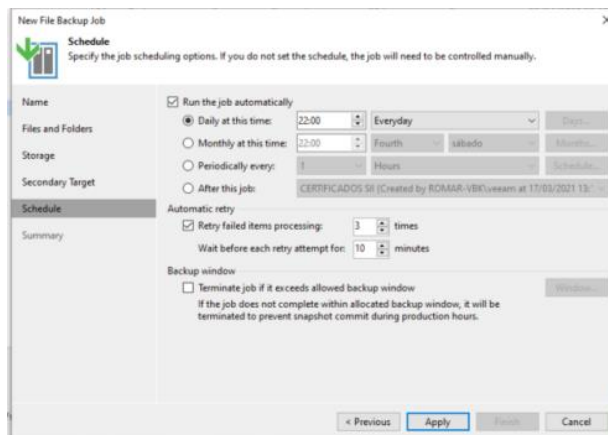 New File Backup Job
Schedule
Specify the job scheduling options. If you do not set the schedule, the job will need to be controlled manually.
Name
Files and Folders
Storage
Secondary Target
Schedule
Summary
Run the job automatically
Daily at this time: 22:00 Everyday Days...
Monthly at this time: 22:00 Fourth sábado Months...
Periodically every: 1 Hours Schedule...
After this job: CERTIFICADOS SII (Created by ROMAR-VBK\veeam at 17/03/2021 13:
Automatic retry
Retry failed items processing: 3 times
Wait before each retry attempt for: 10 minutes
Backup window
Terminate job if it exceeds allowed backup window Window...
If the job does not complete within allocated backup window, it will be
terminated to prevent snapshot commit during production hours.
< Previous Apply Finish Cancel